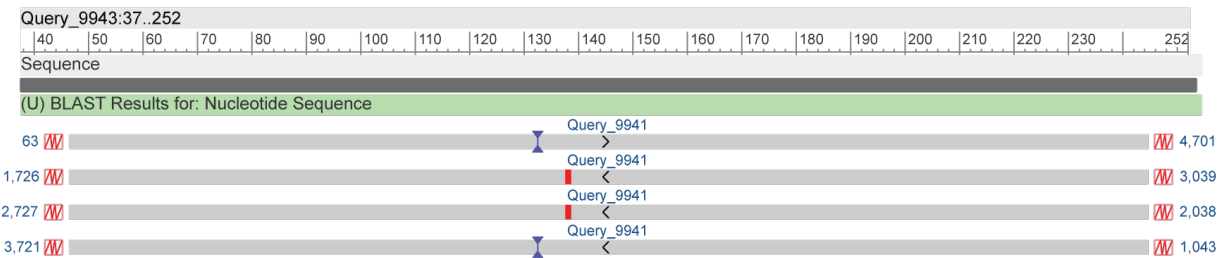 Query_9943:37..252
40 50 60 70 80 90 100 110 120 130 140 150 160 170 180 190 200 210 220 230 252
Sequence
(U) BLAST Results for: Nucleotide Sequence
Query_9941
63 4,701
Query_9941
1,726 3,039
Query_9941
2,727 2,038
Query_9941
3,721 1,043